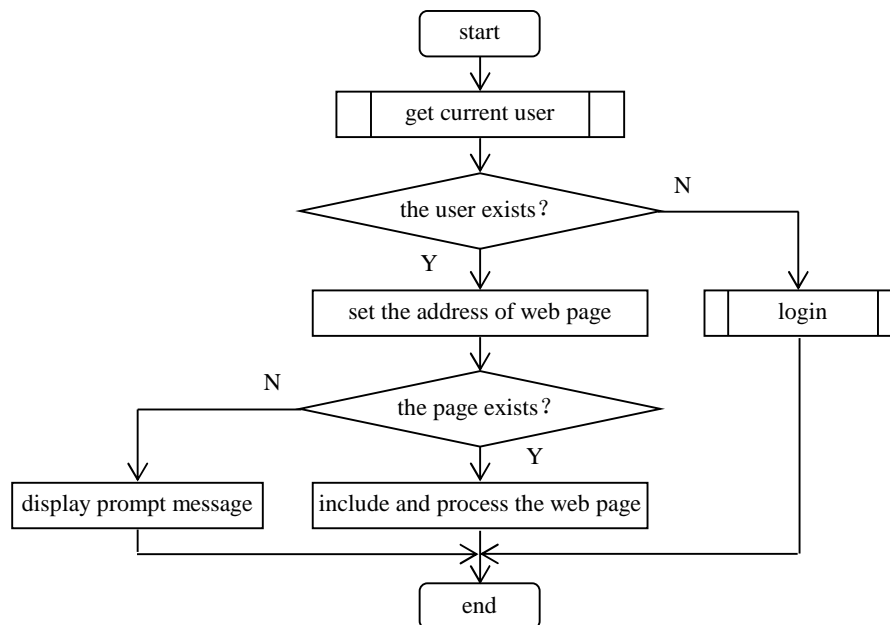 start
get current user
N
the user exists？
Y
set the address of web page
login
N
the page exists？
Y
display prompt message
include and process the web page
end